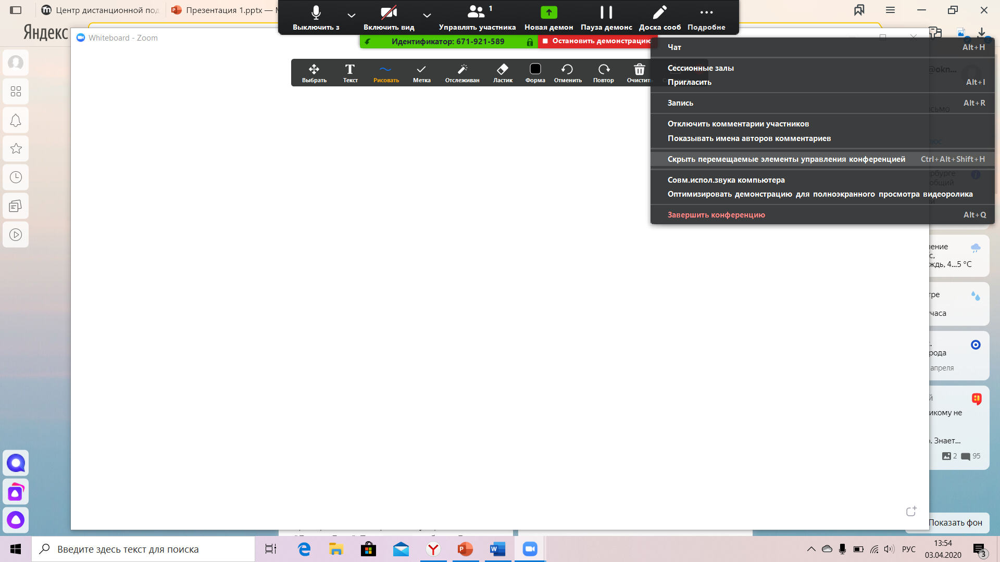 Центр дистанционной под
Презентация 1.pptx — M
Яндекс
Whiteboard - Zoom
Выключить з
Включить вид
1
Управлять участника
Новая демон
Пауза демонс
Доска сооб
Подробне
Идентификатор: 671-921-589
Остановить демонстрацию
Выбрать
Текст
Рисовать
Метка
Отслеживан
Ластик
Форма
Отменить
Повтор
Очистить
Чат Alt+H
Сессионные залы
Пригласить Alt+I
Запись Alt+R
Отключить комментарии участников
Показывать имена авторов комментариев
Скрыть перемещаемые элементы управления конференцией Ctrl+Alt+Shift+H
Совм.испол.звука компьютера
Оптимизировать демонстрацию для полноэкранного просмотра видеоролика
Завершить конференцию Alt+Q
@okn...
сьмо
рбурге
общий
ление
с,
ждь, 4...5 °C
тре
часа
рода
апреля
й
икому не
о. Знает...
2 95
Показать фон
Введите здесь текст для поиска
РУС
13:54
03.04.2020
3